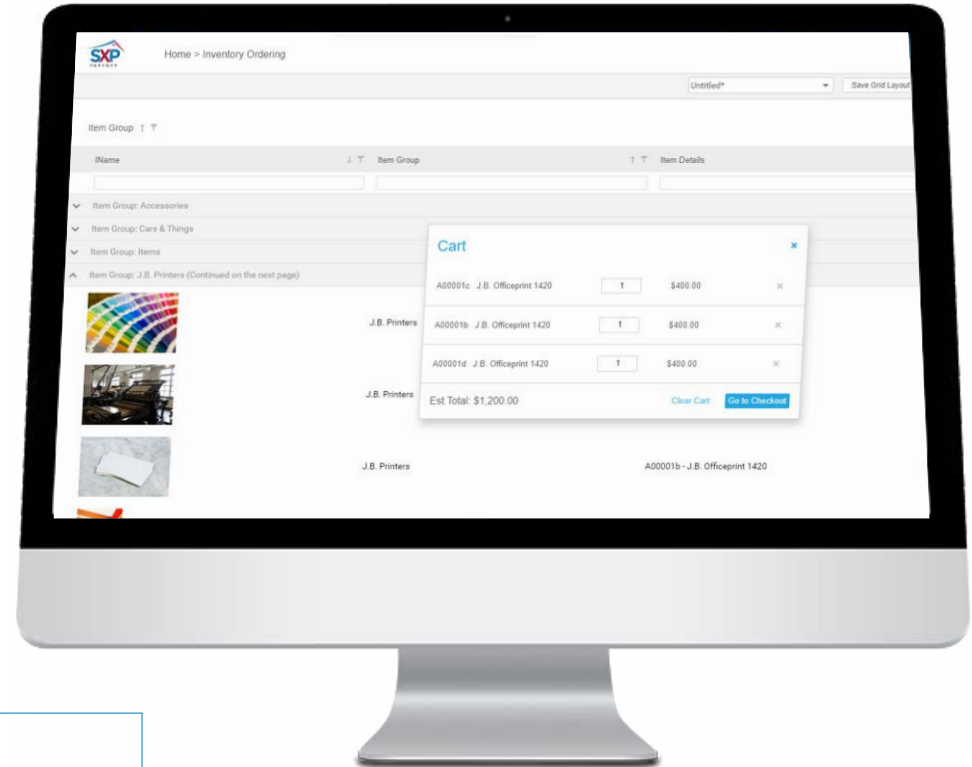 SXP
PARTNER
Home > Inventory Ordering
Untitled*
Save Grid Layout
Item Group
IName
Item Group
Item Details
Item Group: Accessories
Item Group: Cars & Things
Item Group: Items
Item Group: J.B. Printers (Continued on the next page)
Cart ×
A00001c J.B. Officeprint 1420 1 $400.00 ×
A00001b J.B. Officeprint 1420 1 $400.00 ×
A00001d J.B. Officeprint 1420 1 $400.00 ×
Est.Total: $1,200.00 Clear Cart Go to Checkout
J.B. Printers
J.B. Printers
J.B. Printers A00001b - J.B. Officeprint 1420